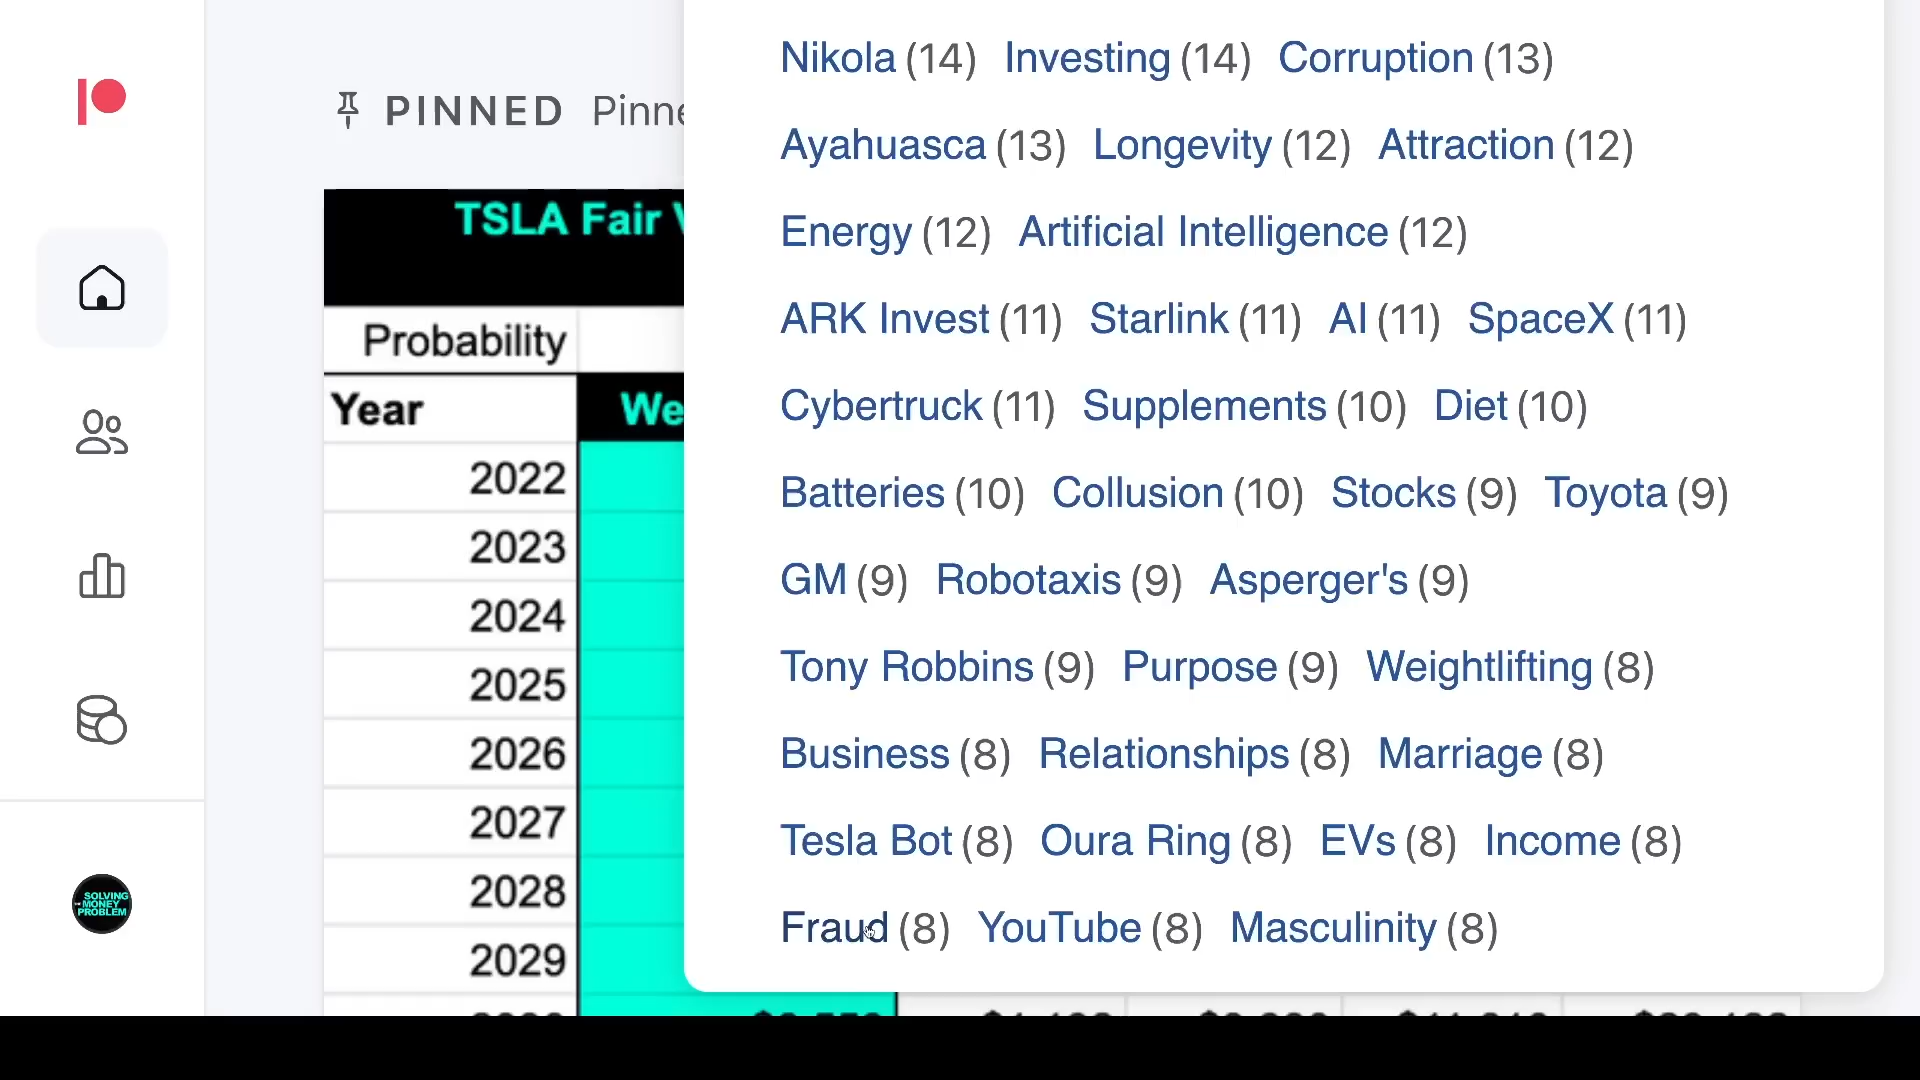 Nikola (14) Investing (14) Corruption (13)
PINNED Pinne
Ayahuasca (13) Longevity (12) Attraction (12)
TSLA Fair
Energy (12) Artificial Intelligence (12)
ARK Invest (11) Starlink (11) AI (11) SpaceX (11)
Probability
Year We
Cybertruck (11) Supplements (10) Diet (10)
2022
Batteries (10) Collusion (10) Stocks (9) Toyota (9)
2023
GM (9) Robotaxis (9) Asperger's (9)
2024
Tony Robbins (9) Purpose (9) Weightlifting (8)
2025
Business (8) Relationships (8) Marriage (8)
2026
Tesla Bot (8) Oura Ring (8) EVs (8) Income (8)
2027
2028
Fraud (8) YouTube (8) Masculinity (8)
2029
SOLVING
THE MONEY
PROBLEM